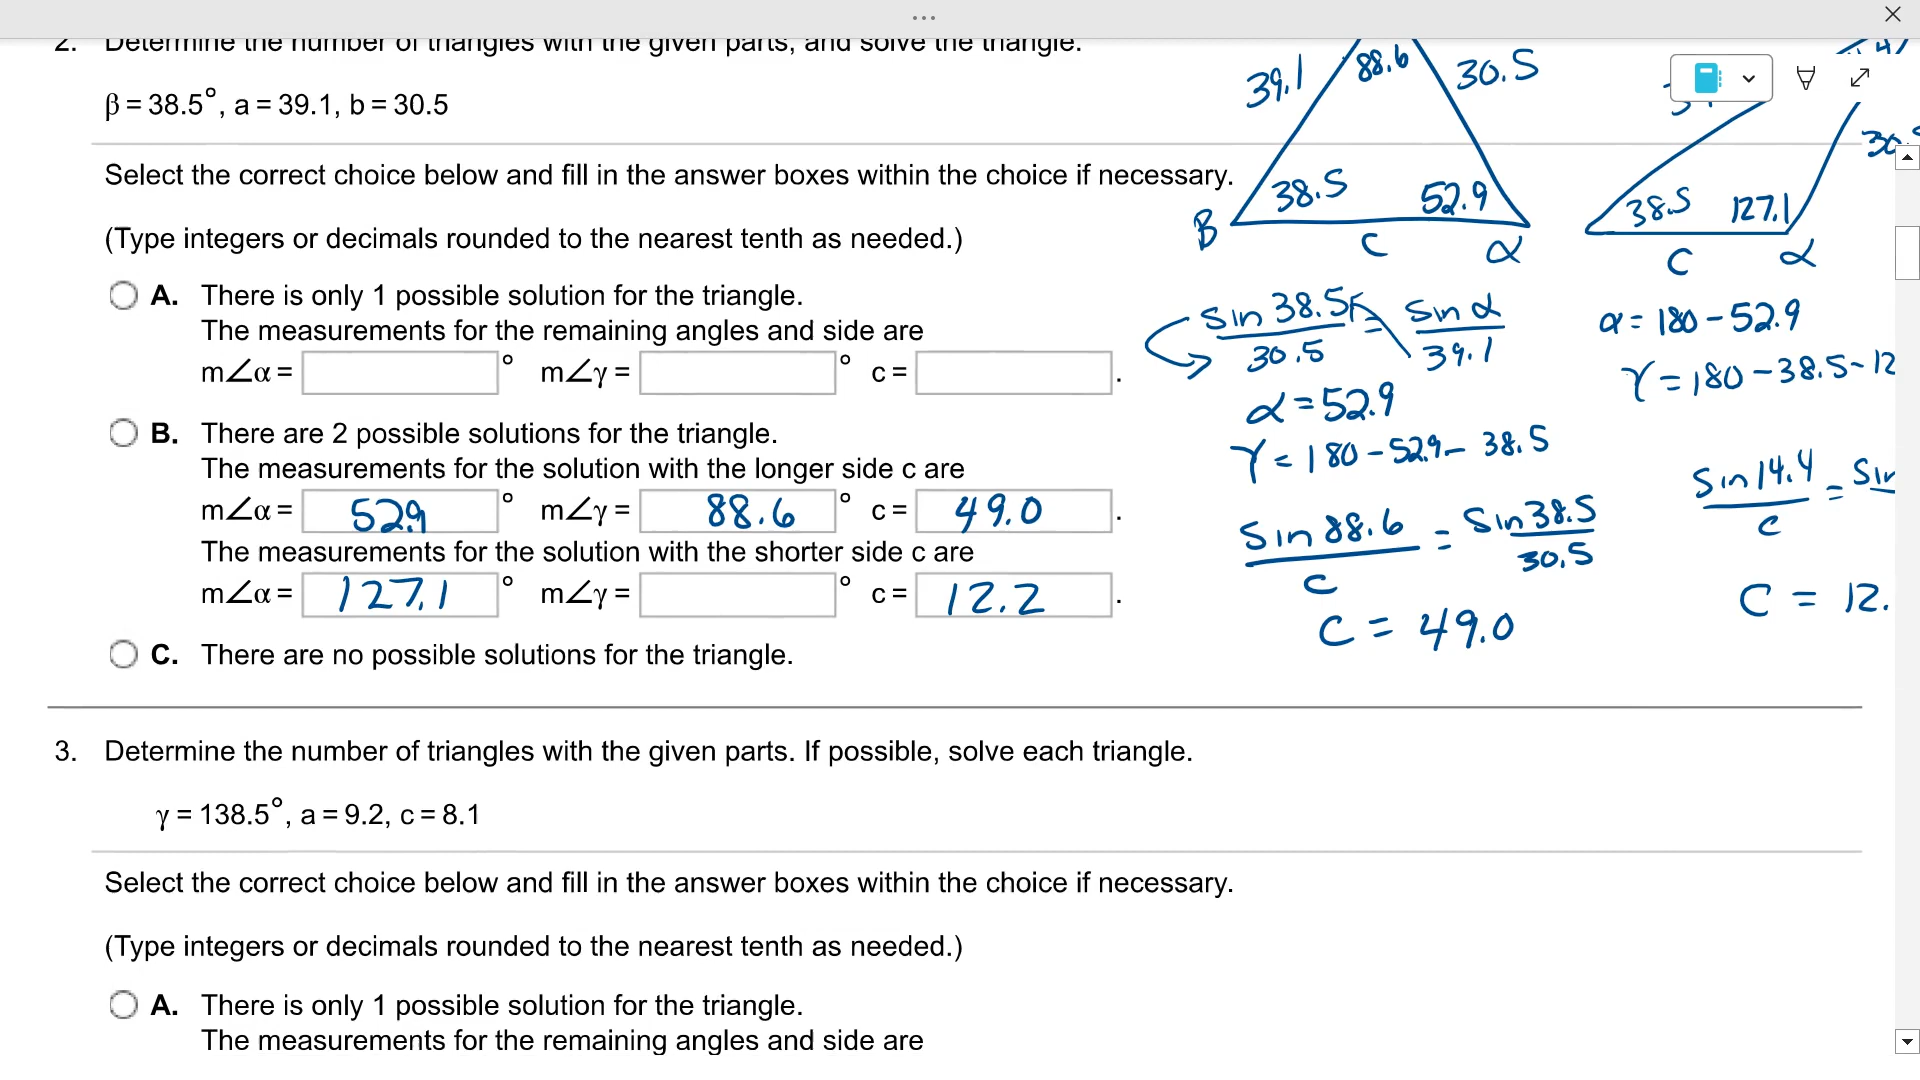 2. Determine the number of triangles with the given parts, and solve the triangle.
β = 38.5°, a = 39.1, b = 30.5
Select the correct choice below and fill in the answer boxes within the choice if necessary.
(Type integers or decimals rounded to the nearest tenth as needed.)
A. There is only 1 possible solution for the triangle.
The measurements for the remaining angles and side are
m∠α = ° m∠γ = ° c = .
B. There are 2 possible solutions for the triangle.
The measurements for the solution with the longer side c are
m∠α = 52.9 ° m∠γ = 88.6 ° c = 49.0 .
The measurements for the solution with the shorter side c are
m∠α = 127.1 ° m∠γ = ° c = 12.2 .
C. There are no possible solutions for the triangle.
39.1 88.6 30.5
38.5 52.9
B c α
sin 38.5 = sin α
30.5 39.1
α = 52.9
γ = 180 - 52.9 - 38.5
sin 88.6 = sin 38.5
c 30.5
c = 49.0
38.5 127.1
c α
α = 180 - 52.9
γ = 180 - 38.5 - 12
sin 14.4 = sin
c
c = 12.
3. Determine the number of triangles with the given parts. If possible, solve each triangle.
γ = 138.5°, a = 9.2, c = 8.1
Select the correct choice below and fill in the answer boxes within the choice if necessary.
(Type integers or decimals rounded to the nearest tenth as needed.)
A. There is only 1 possible solution for the triangle.
The measurements for the remaining angles and side are